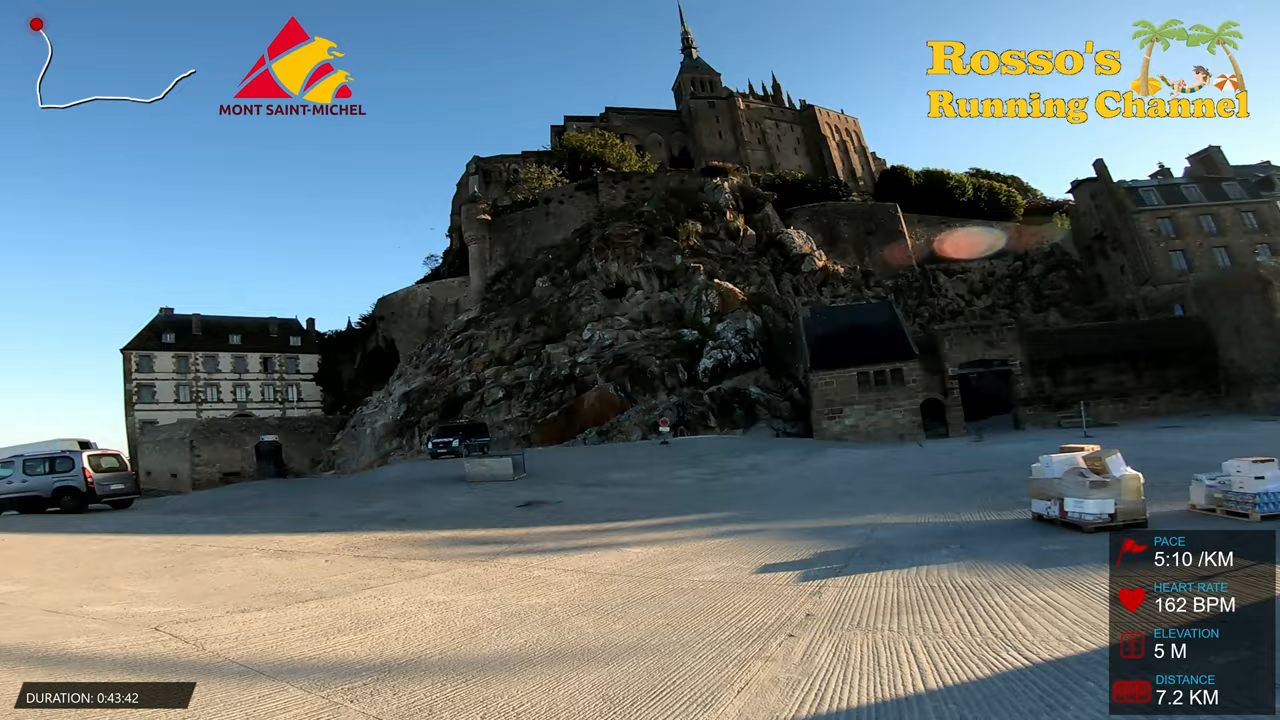 MONT SAINT-MICHEL
Rosso's
Running Channel
PACE
5:10 /KM
HEART RATE
162 BPM
ELEVATION
5 M
DISTANCE
7.2 KM
DURATION: 0:43:42